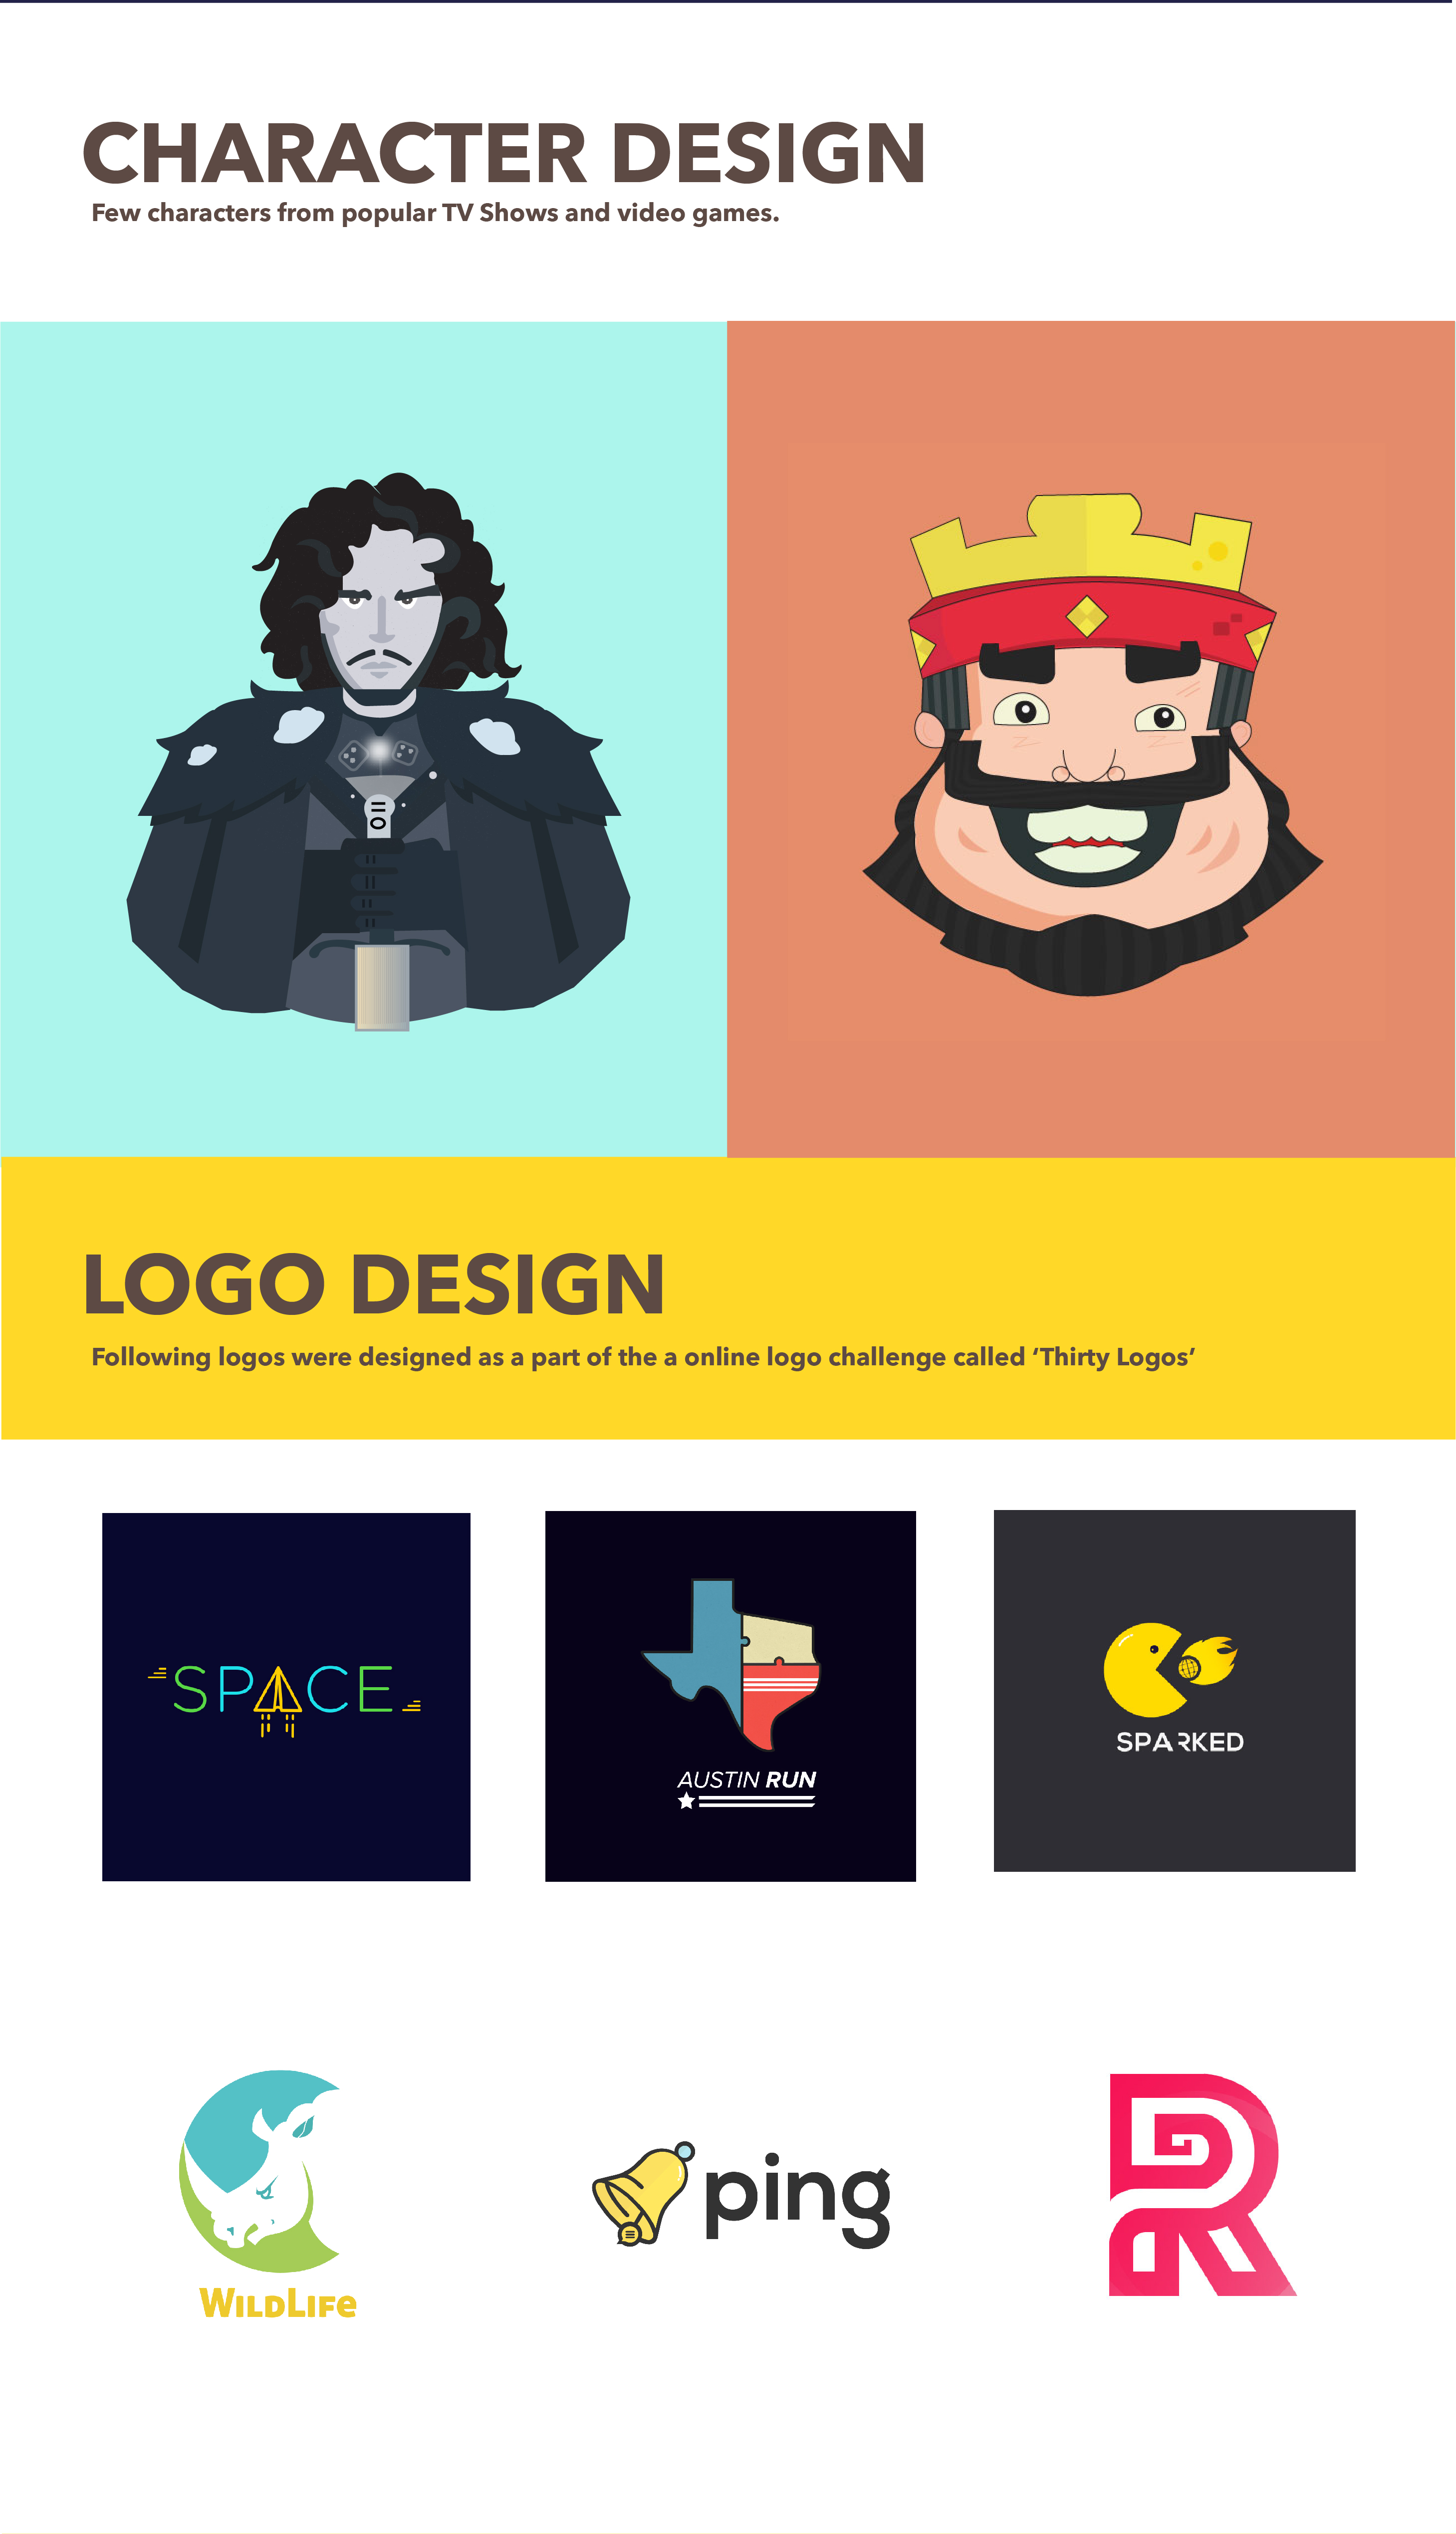 CHARACTER DESIGN
Few characters from popular TV Shows and video games.
LOGO DESIGN
Following logos were designed as a part of the a online logo challenge called ‘Thirty Logos’
SPACE
AUSTIN RUN
SPARKED
WILDLIFe
ping
R